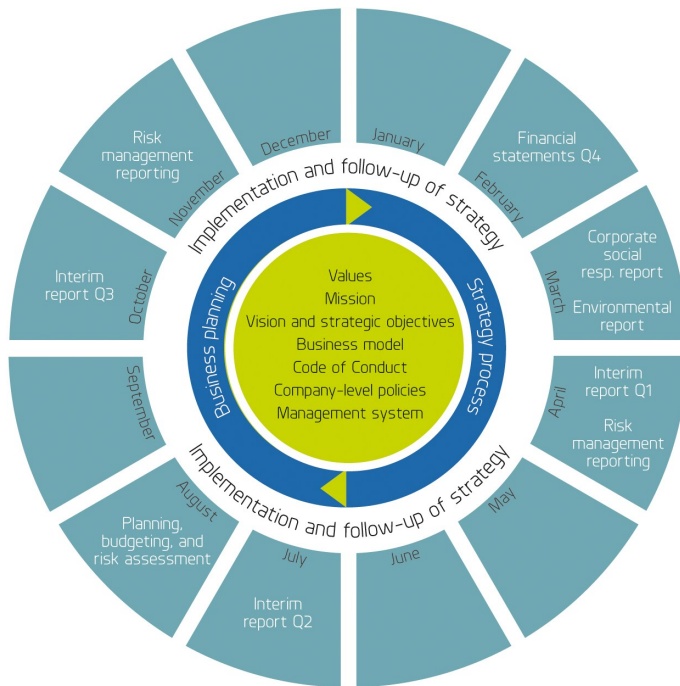 December
January
Financial
statements Q4
February
Corporate
social
resp. report
Environmental
report
March
Interim
report Q1
Risk
management
reporting
April
May
June
Interim
report Q2
July
Planning,
budgeting, and
risk assessment
August
September
Interim
report Q3
October
Risk
management
reporting
November
Implementation and follow-up of strategy
Strategy process
Implementation and follow-up of strategy
Business planning
Values
Mission
Vision and strategic objectives
Business model
Code of Conduct
Company-level policies
Management system